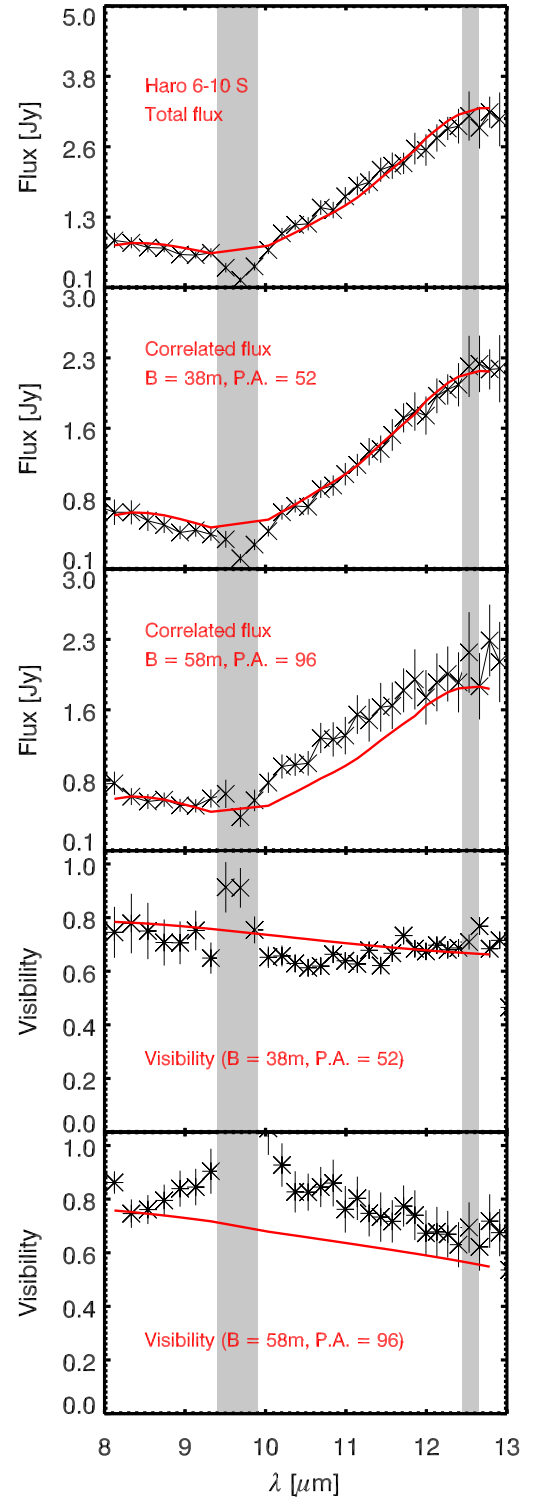 5.0
3.8
2.6
1.3
0.1
Flux [Jy]
Haro 6-10 S
Total flux
3.0
2.3
1.6
0.8
0.1
Flux [Jy]
Correlated flux
B = 38m, P.A. = 52
3.0
2.3
1.6
0.8
0.1
Flux [Jy]
Correlated flux
B = 58m, P.A. = 96
1.0
0.8
0.6
0.4
0.2
0.0
Visibility
Visibility (B = 38m, P.A. = 52)
1.0
0.8
0.6
0.4
0.2
0.0
Visibility
Visibility (B = 58m, P.A. = 96)
8 9 10 11 12 13
λ [μm]